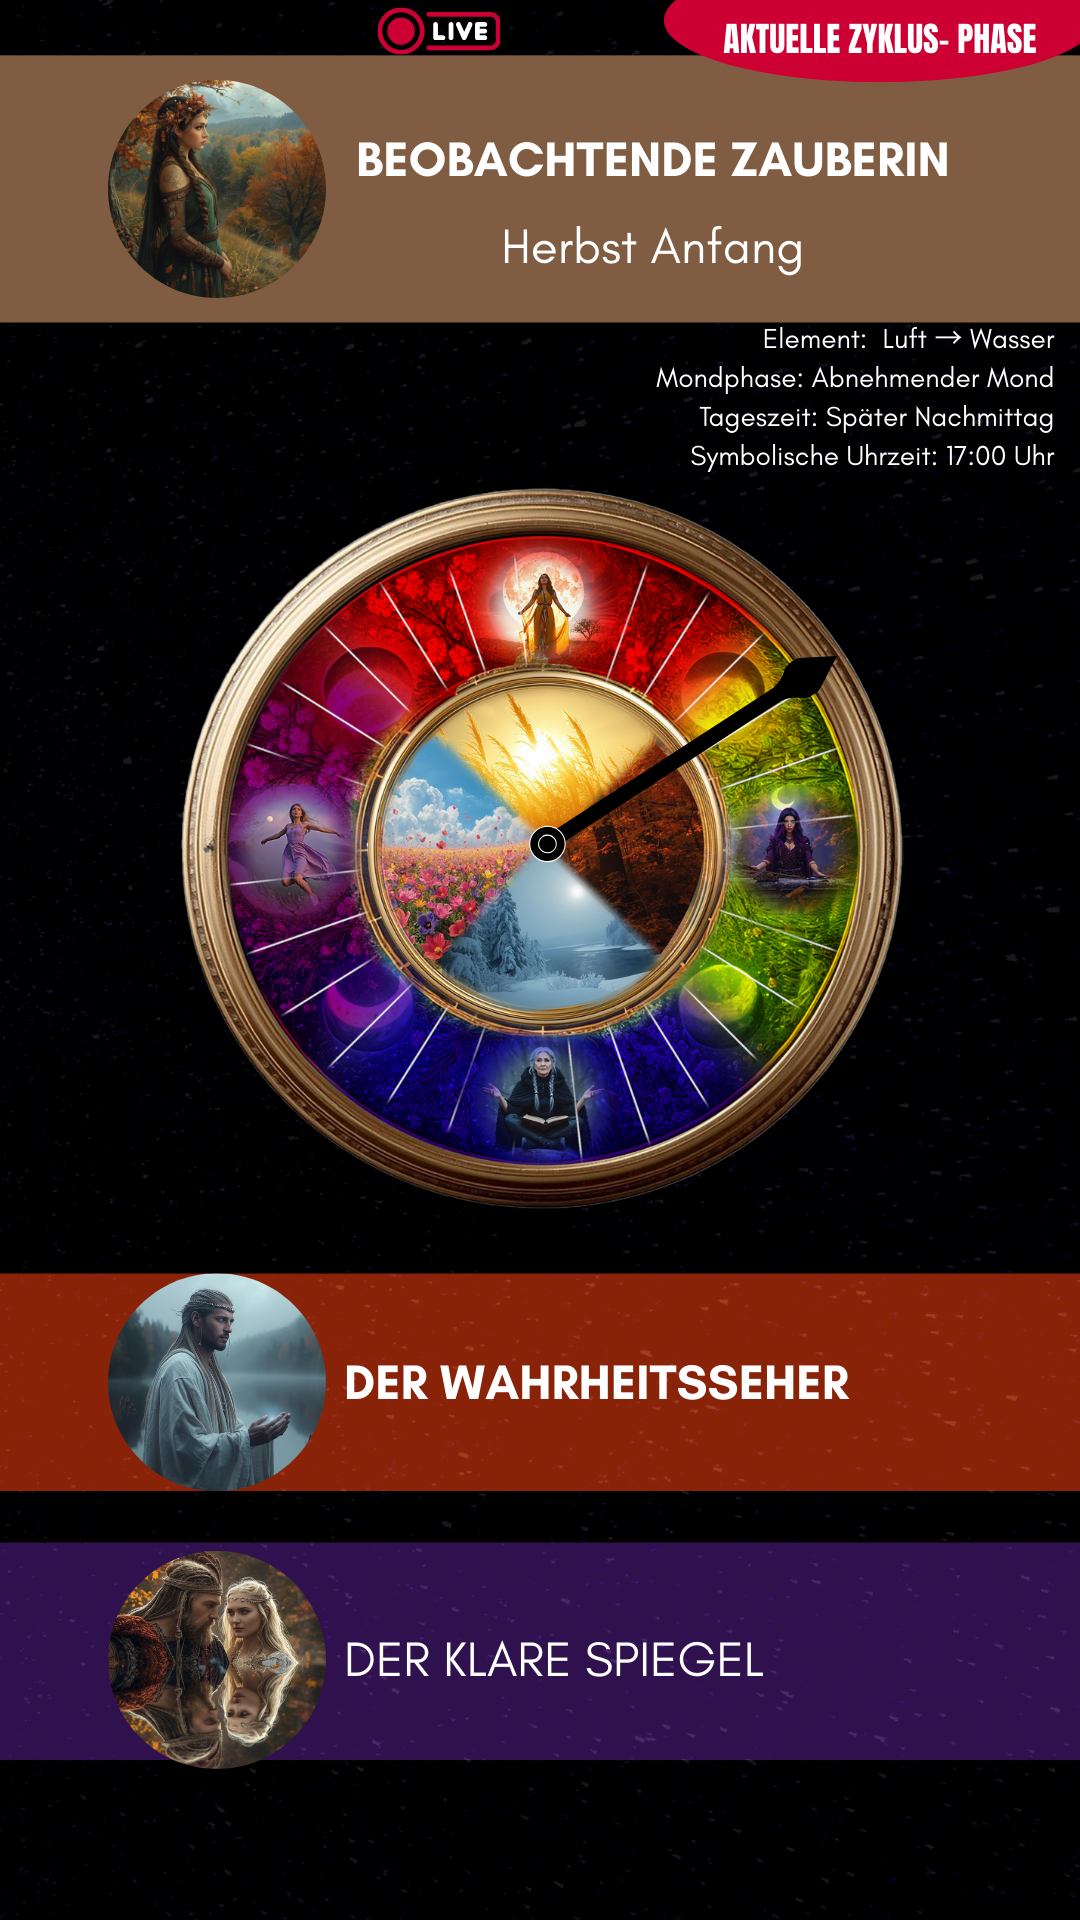 LIVE
AKTUELLE ZYKLUS- PHASE
BEOBACHTENDE ZAUBERIN
Herbst Anfang
Element: Luft → Wasser
Mondphase: Abnehmender Mond
Tageszeit: Später Nachmittag
Symbolische Uhrzeit: 17:00 Uhr
DER WAHRHEITSSEHER
DER KLARE SPIEGEL